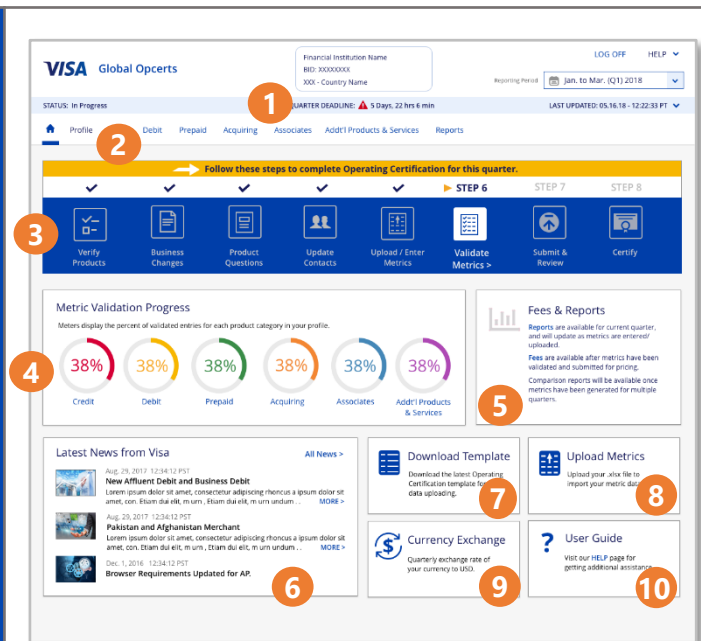 VISA Global Opcerts
Financial Institution Name
BID: XXXXXXXX
XXX - Country Name
LOG OFF HELP
Reporting Period Jan. to Mar. (Q1) 2018
1
STATUS: In Progress
QUARTER DEADLINE: 5 Days, 22 hrs 6 min
LAST UPDATED: 05.16.18 - 12:22:33 PT
Profile Debit Prepaid Acquiring Associates Addt'l Products & Services Reports
2
Follow these steps to complete Operating Certification for this quarter.
STEP 6 STEP 7 STEP 8
3
Verify Products
Business Changes
Product Questions
Update Contacts
Upload / Enter Metrics
Validate Metrics >
Submit & Review
Certify
Metric Validation Progress
Meters display the percent of validated entries for each product category in your profile.
4
38% 38% 38% 38% 38% 38%
Credit Debit Prepaid Acquiring Associates Addt'l Products & Services
Fees & Reports
Reports are available for current quarter,
and will update as metrics are entered/
uploaded.
Fees are available after metrics have been
validated and submitted for pricing.
Comparison reports will be available once
metrics have been generated for multiple
quarters.
5
Latest News from Visa All News >
Aug, 29, 2017 12:34:12 PST
New Affluent Debit and Business Debit
Lorem ipsum dolor sit amet, consectetur adipiscing rhoncus a ipsum dolor sit
amet, con. Etiam dui elit, m urn , Etiam dui elit, m urn undum . . MORE >
Aug, 29, 2017 12:34:12 PST
Pakistan and Afghanistan Merchant
Lorem ipsum dolor sit amet, consectetur adipiscing rhoncus a ipsum dolor sit
amet, con. Etiam dui elit, m urn , Etiam dui elit, m urn undum . . MORE >
Dec. 1, 2016 12:34:12 PST
Browser Requirements Updated for AP.
6
Download Template
Download the latest Operating
Certification template for
data uploading.
7
Upload Metrics
Upload your .xlsx file to
import your metric data
8
Currency Exchange
Quarterly exchange rate of
your currency to USD.
9
User Guide
Visit our HELP page for
getting additional assistance
10